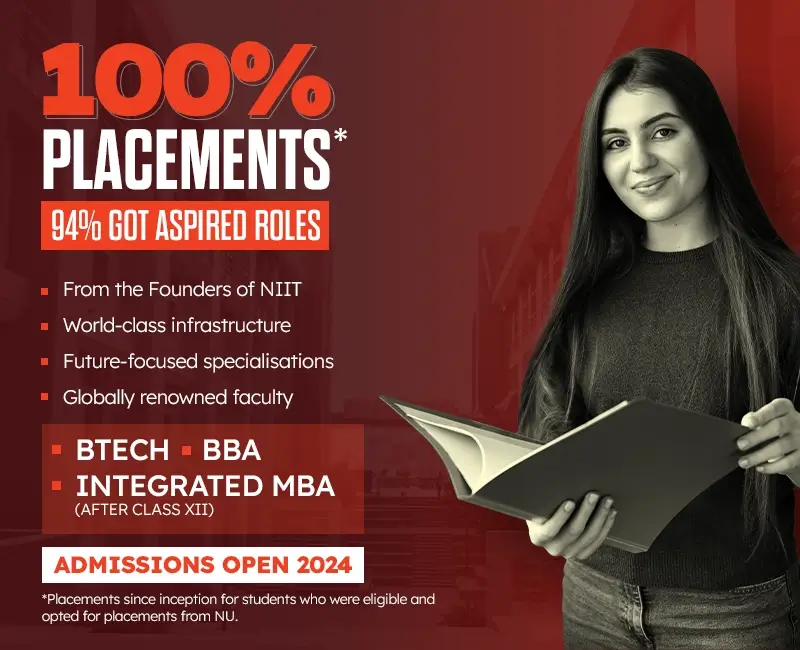 100%
PLACEMENTS*
94% GOT ASPIRED ROLES
From the Founders of NIIT
World-class infrastructure
Future-focused specialisations
Globally renowned faculty
BTECH ▪ BBA
INTEGRATED MBA
(AFTER CLASS XII)
ADMISSIONS OPEN 2024
*Placements since inception for students who were eligible and
opted for placements from NU.